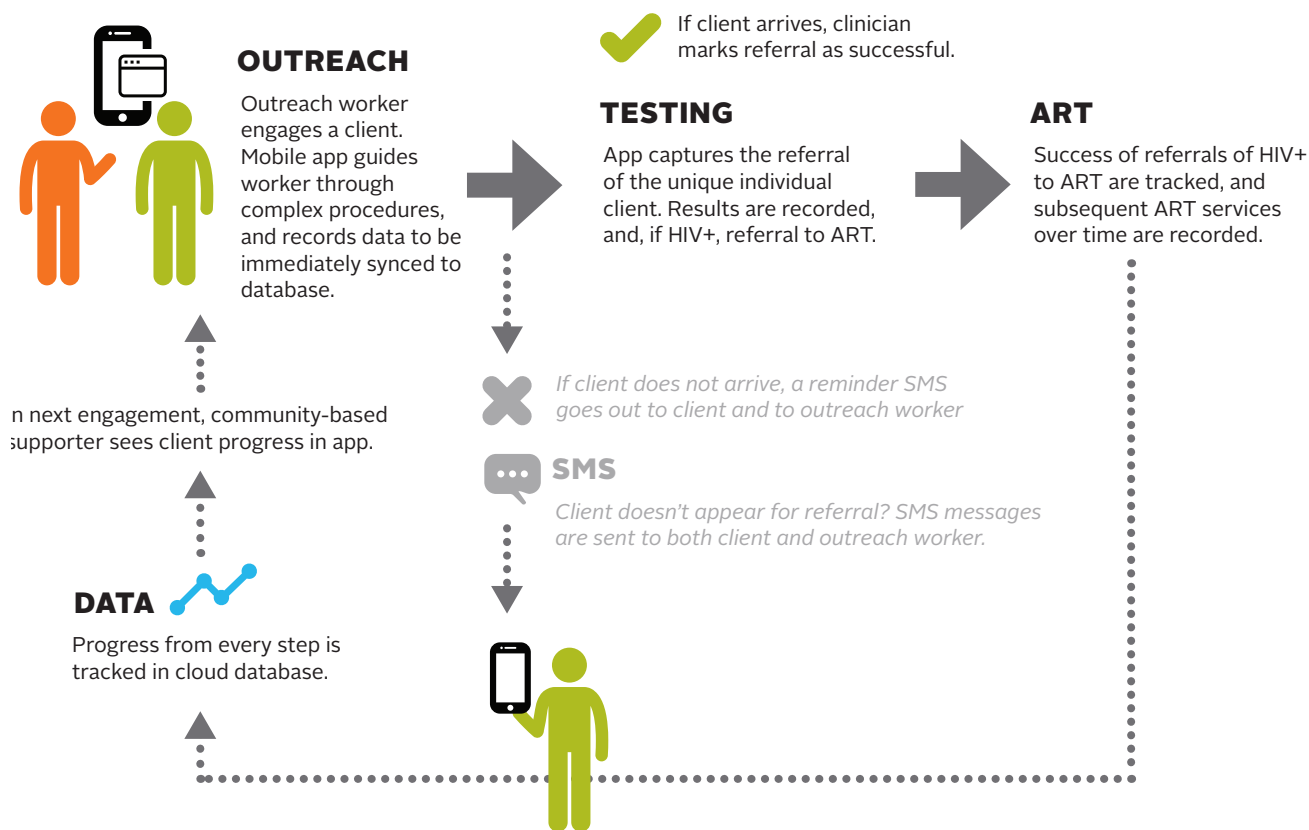 OUTREACH
Outreach worker
engages a client.
Mobile app guides
worker through
complex procedures,
and records data to be
immediately synced to
database.
If client arrives, clinician
marks referral as successful.
TESTING
App captures the referral
of the unique individual
client. Results are recorded,
and, if HIV+, referral to ART.
ART
Success of referrals of HIV+
to ART are tracked, and
subsequent ART services
over time are recorded.
If client does not arrive, a reminder SMS
goes out to client and to outreach worker
SMS
Client doesn't appear for referral? SMS messages
are sent to both client and outreach worker.
n next engagement, community-based
supporter sees client progress in app.
DATA
Progress from every step is
tracked in cloud database.